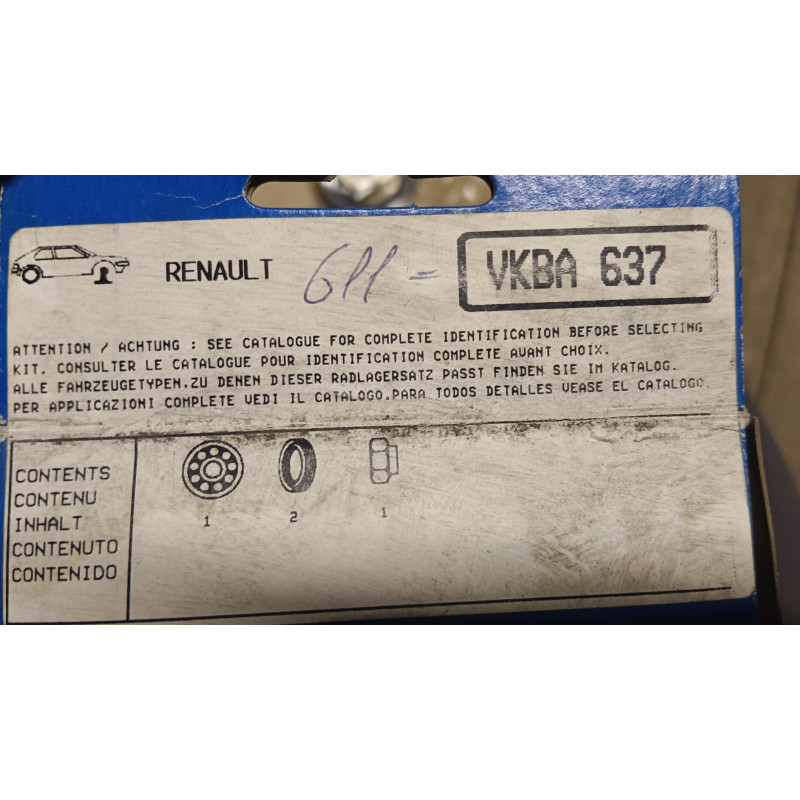 RENAULT 611- VKBA 637
ATTENTION / ACHTUNG : SEE CATALOGUE FOR COMPLETE IDENTIFICATION BEFORE SELECTING
KIT. CONSULTER LE CATALOGUE POUR IDENTIFICATION COMPLETE AVANT CHOIX.
ALLE FAHRZEUGETYPEN.ZU DENEN DIESER RADLAGERSATZ PASST FINDEN SIE IM KATALOG.
PER APPLICAZIONI COMPLETE VEDI IL CATALOGO.PARA TODOS DETALLES VEASE EL CATALOGO.
CONTENTS
CONTENU
INHALT
CONTENUTO
CONTENIDO
1 2 1